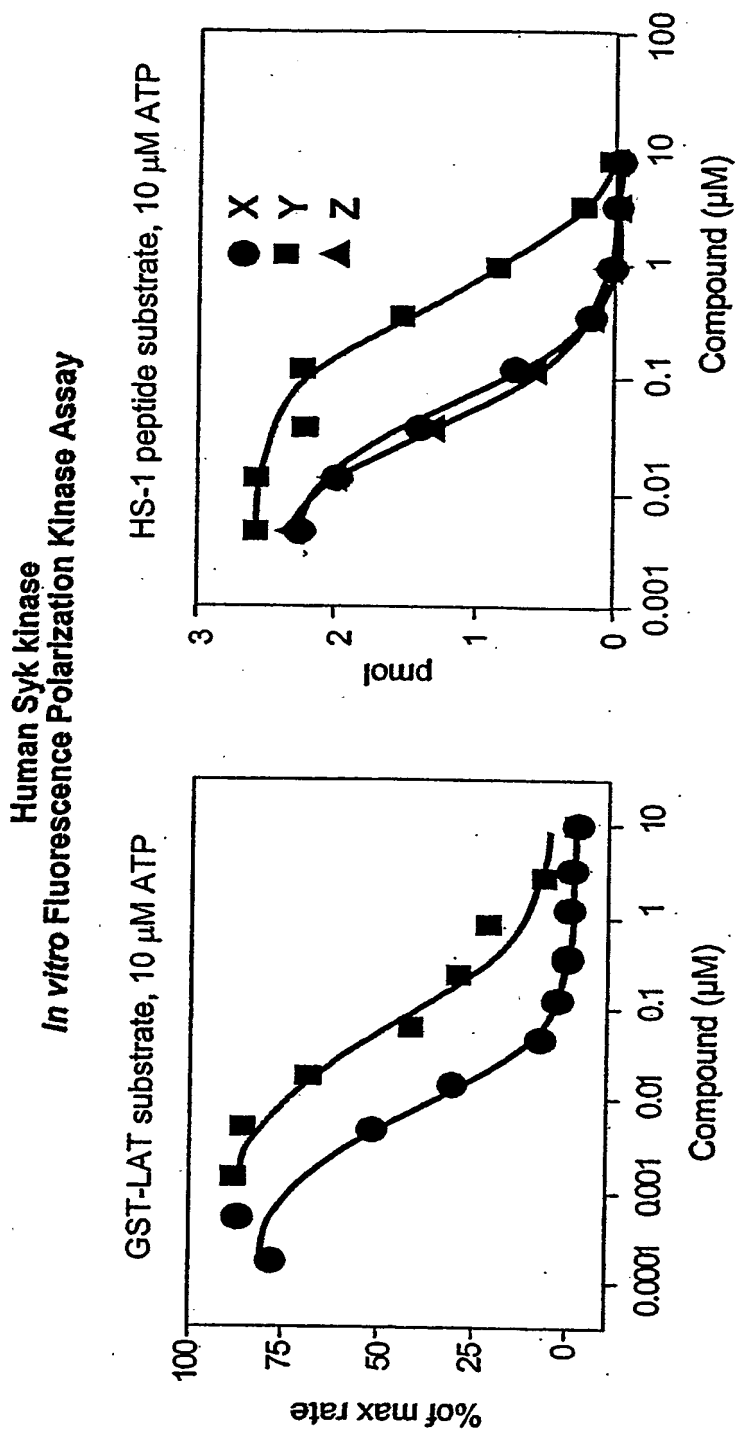 Human Syk kinase
In vitro Fluorescence Polarization Kinase Assay
GST-LAT substrate, 10 µM ATP
% of max rate
100
75
50
25
0
0.0001
0.001
0.01
0.1
1
10
Compound (µM)
HS-1 peptide substrate, 10 µM ATP
X
Y
Z
pmol
3
2
1
0
0.001
0.01
0.1
1
10
100
Compound (µM)